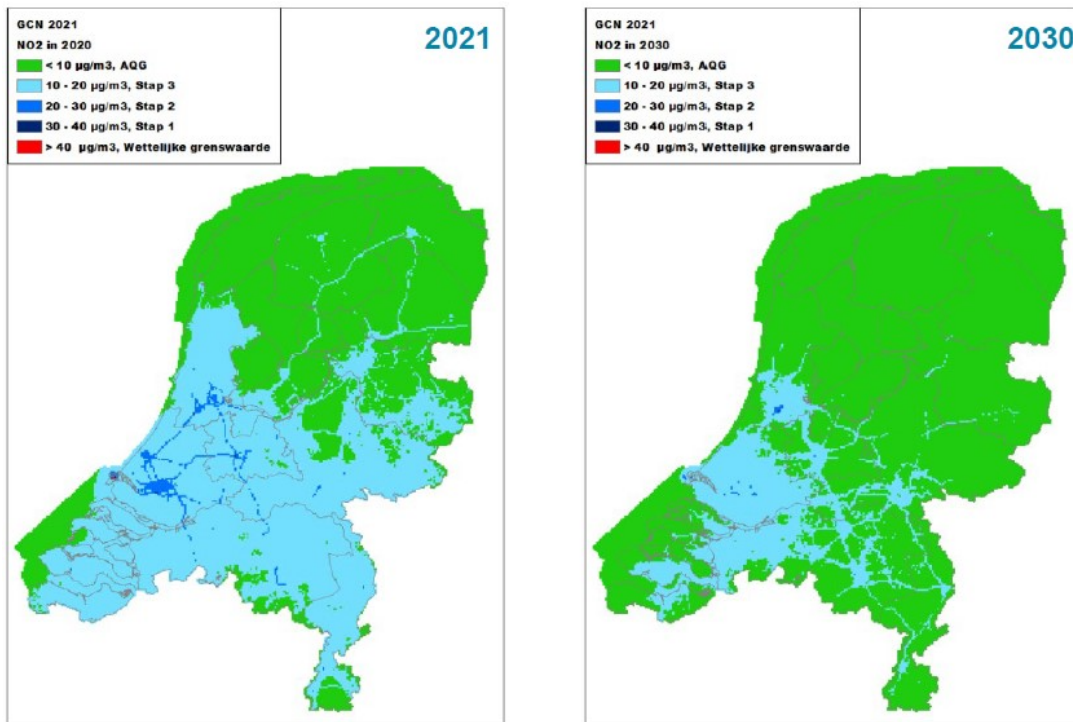 GCN 2021
NO2 in 2020
2021
< 10 µg/m3, AQG
10 - 20 µg/m3, Stap 3
20 - 30 µg/m3, Stap 2
30 - 40 µg/m3, Stap 1
> 40 µg/m3, Wettelijke grenswaarde
GCN 2021
NO2 in 2030
2030
< 10 µg/m3, AQG
10 - 20 µg/m3, Stap 3
20 - 30 µg/m3, Stap 2
30 - 40 µg/m3, Stap 1
> 40 µg/m3, Wettelijke grenswaarde